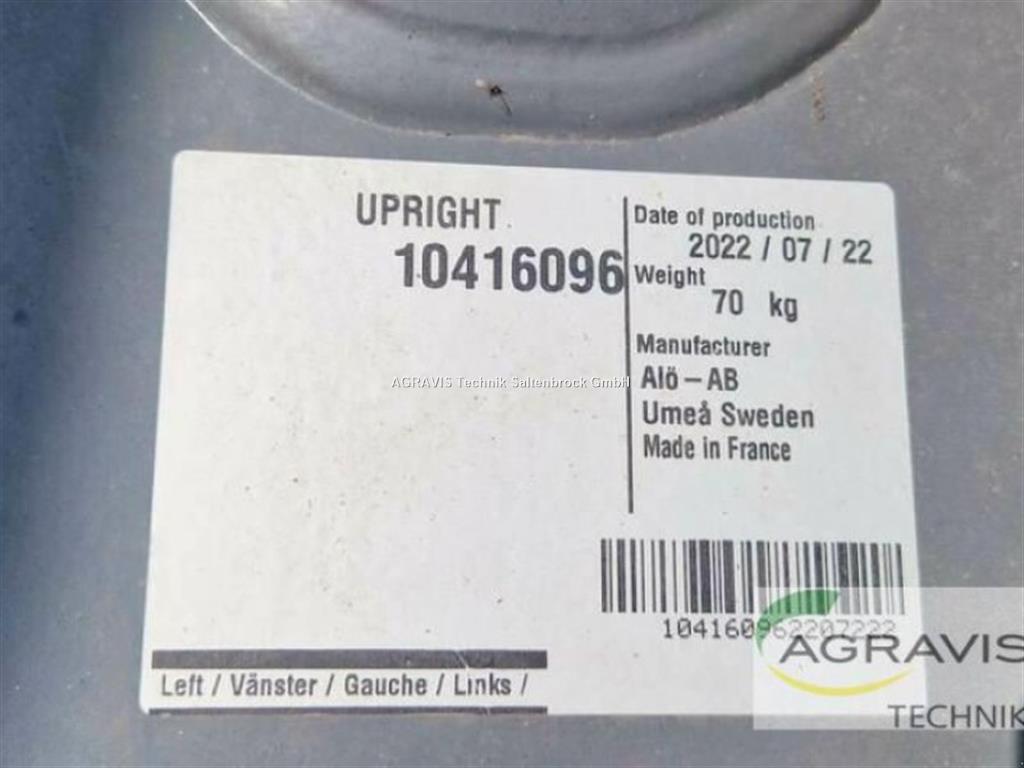 UPRIGHT
10416096
Date of production
2022 / 07 / 22
Weight
70 kg
Manufacturer
Alö - AB
Umeå Sweden
Made in France
AGRAVIS Technik Saltenbrock GmbH
104160962207222
Left / Vänster / Gauche / Links /
AGRAVIS
TECHNIK